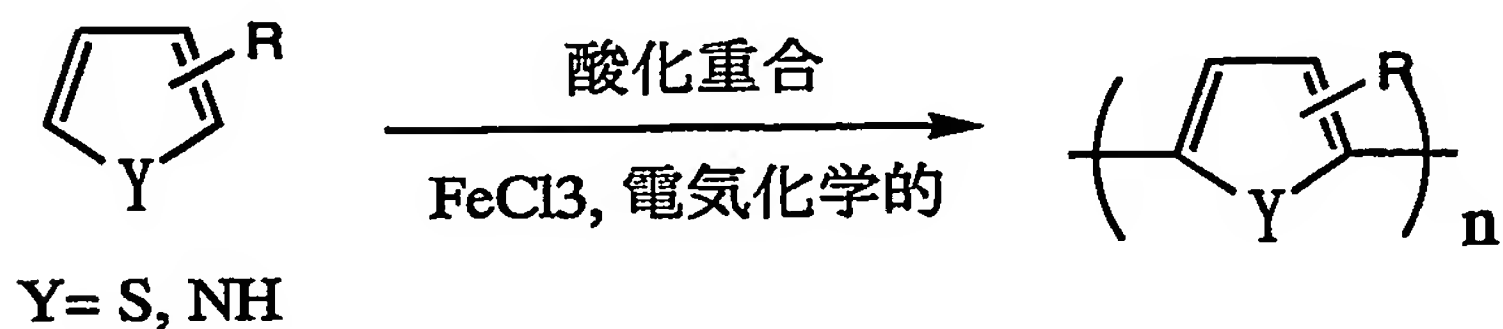 R
酸化重合
R
Y
FeCl3, 電気化学的
Y
n
Y= S, NH